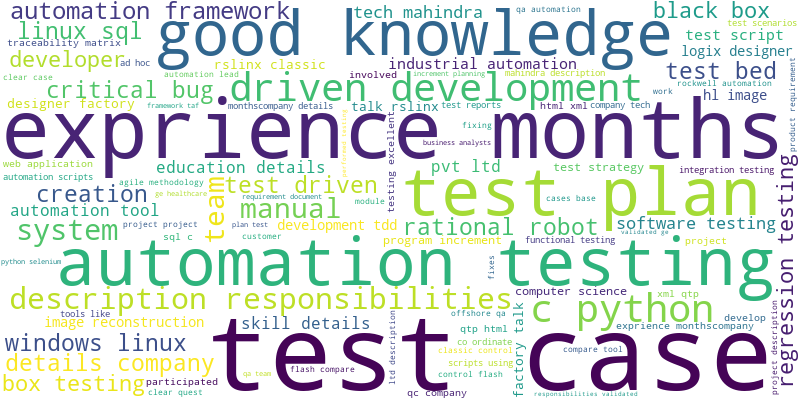 automation framework
tech mahindra
qa automation
black box
linux sql
good knowledge
test scenarios
test script
traceability matrix
developer
ad hoc
rslinx classic
industrial automation
logix designer
clear case
automation lead
involved
increment planning
mahindra description
test bed
critical bug
driven development
rockwell automation
work
designer factory
framework taf
monthscompany details
talk rslinx
test reports
html xml
company tech
hl image
product requirement
exprience months
performed testing
testing excellent
fixing
business analysts
integration testing
web application
education details
pvt ltd
test strategy
automation scripts
agile methodology
ge healthcare
test driven
cases base
creation
team
requirement document
module
test plan
automation tool
manual
system
project project
plan test
development tdd
rational robot
software testing
validated ge
sql c
customer
program increment
functional testing
project
regression testing
python selenium
automation testing
fixes
computer science
xml qtp
description responsibilities
c python
tools like
image reconstruction
skill details
ltd description
offshore qa
qtp html
factory talk
develop
exprience monthscompany
project description
windows linux
test case
co ordinate
classic control
compare tool
details company
qa team
flash compare
scripts using
control flash
box testing
participated
clear quest
qc company
responsibilities validated